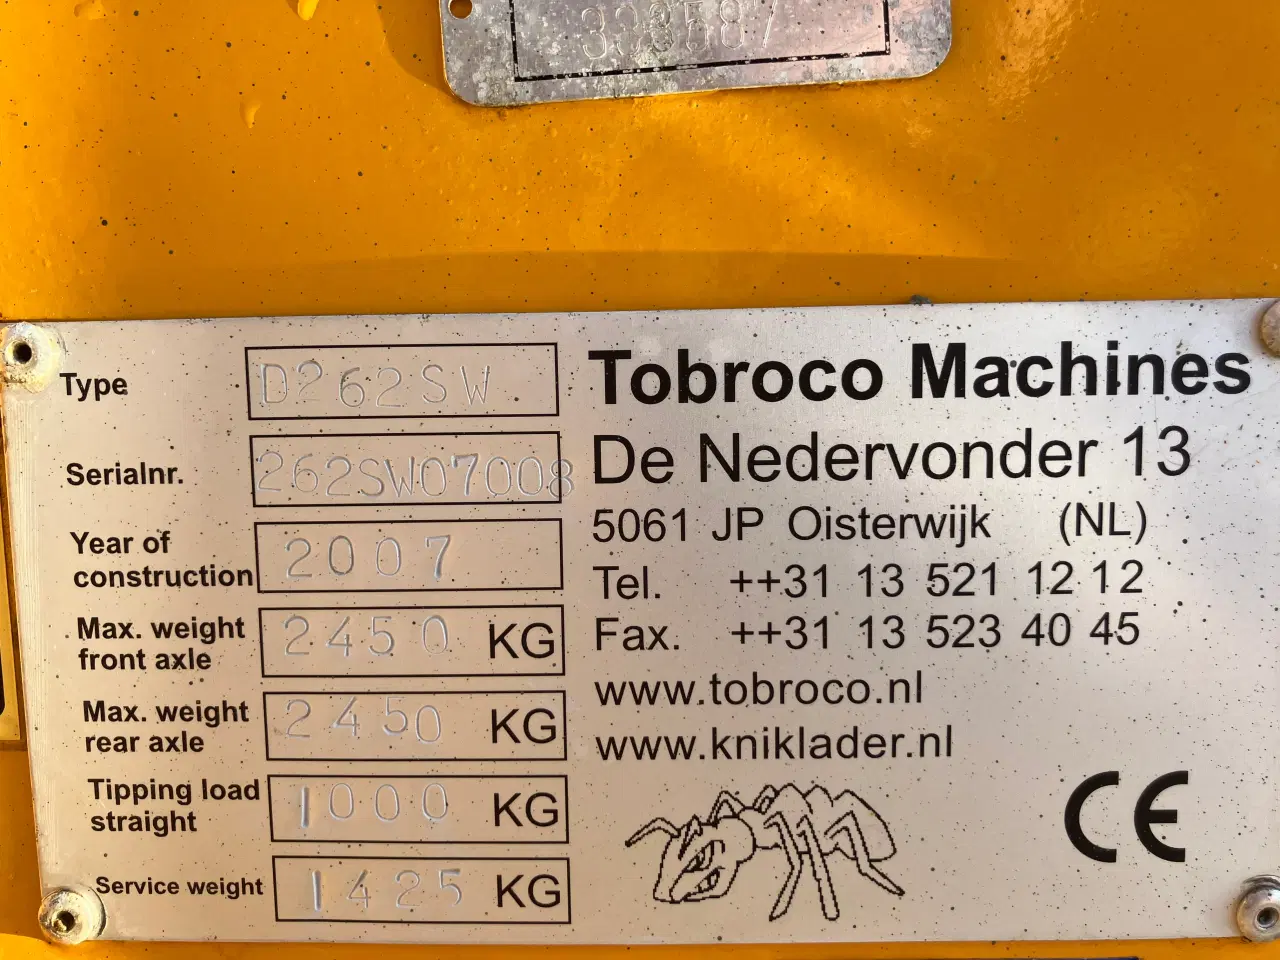 338587
Type D262SW
Serialnr. 262SW07008
Year of
construction 2007
Max. weight
front axle 2450 KG
Max. weight
rear axle 2450 KG
Tipping load
straight 1000 KG
Service weight 1425 KG
Tobroco Machines
De Nedervonder 13
5061 JP Oisterwijk (NL)
Tel. ++31 13 521 12 12
Fax. ++31 13 523 40 45
www.tobroco.nl
www.kniklader.nl
CE